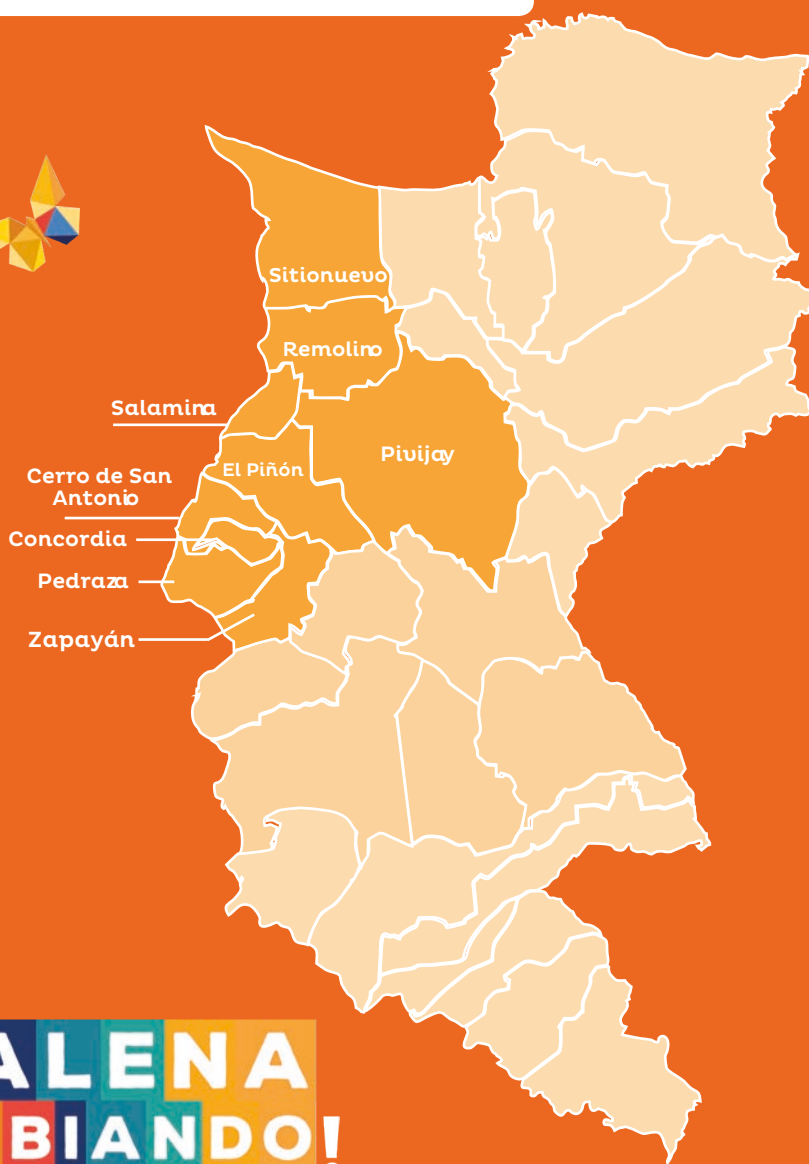 Sitionuevo
Remolino
Salamina
Pivijay
El Piñón
Cerro de San
Antonio
Concordia
Pedraza
Zapayán
ALENA
BIANDO!